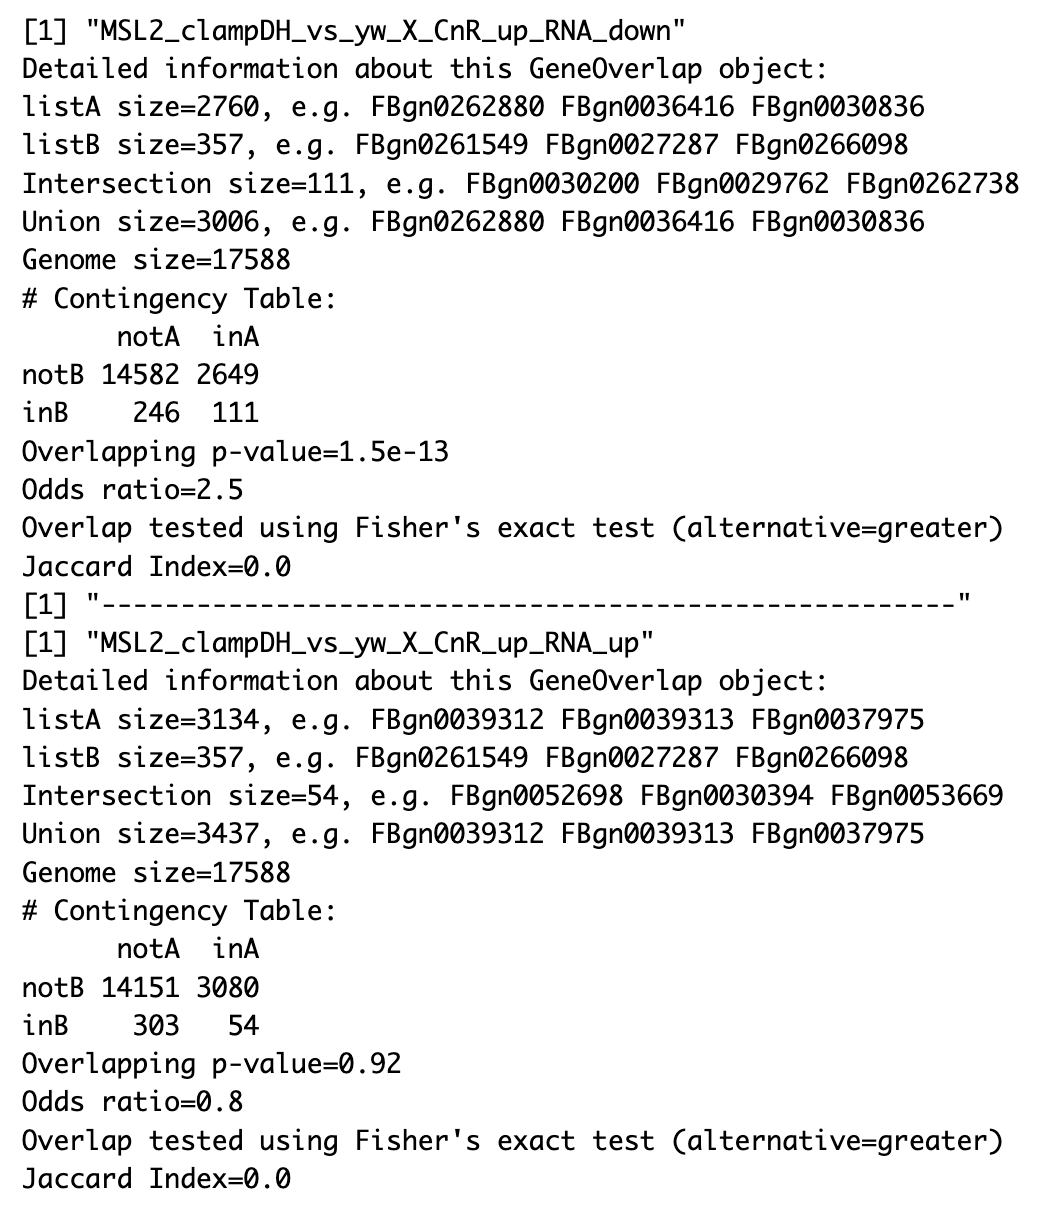 [1] "MSL2_clampDH_vs_yw_X_CnR_up_RNA_down"
Detailed information about this GeneOverlap object:
listA size=2760, e.g. FBgn0262880 FBgn0036416 FBgn0030836
listB size=357, e.g. FBgn0261549 FBgn0027287 FBgn0266098
Intersection size=111, e.g. FBgn0030200 FBgn0029762 FBgn0262738
Union size=3006, e.g. FBgn0262880 FBgn0036416 FBgn0030836
Genome size=17588
# Contingency Table:
      notA  inA
notB 14582 2649
inB    246  111
Overlapping p-value=1.5e-13
Odds ratio=2.5
Overlap tested using Fisher's exact test (alternative=greater)
Jaccard Index=0.0
[1] "------------------------------------------------------"
[1] "MSL2_clampDH_vs_yw_X_CnR_up_RNA_up"
Detailed information about this GeneOverlap object:
listA size=3134, e.g. FBgn0039312 FBgn0039313 FBgn0037975
listB size=357, e.g. FBgn0261549 FBgn0027287 FBgn0266098
Intersection size=54, e.g. FBgn0052698 FBgn0030394 FBgn0053669
Union size=3437, e.g. FBgn0039312 FBgn0039313 FBgn0037975
Genome size=17588
# Contingency Table:
      notA  inA
notB 14151 3080
inB    303   54
Overlapping p-value=0.92
Odds ratio=0.8
Overlap tested using Fisher's exact test (alternative=greater)
Jaccard Index=0.0